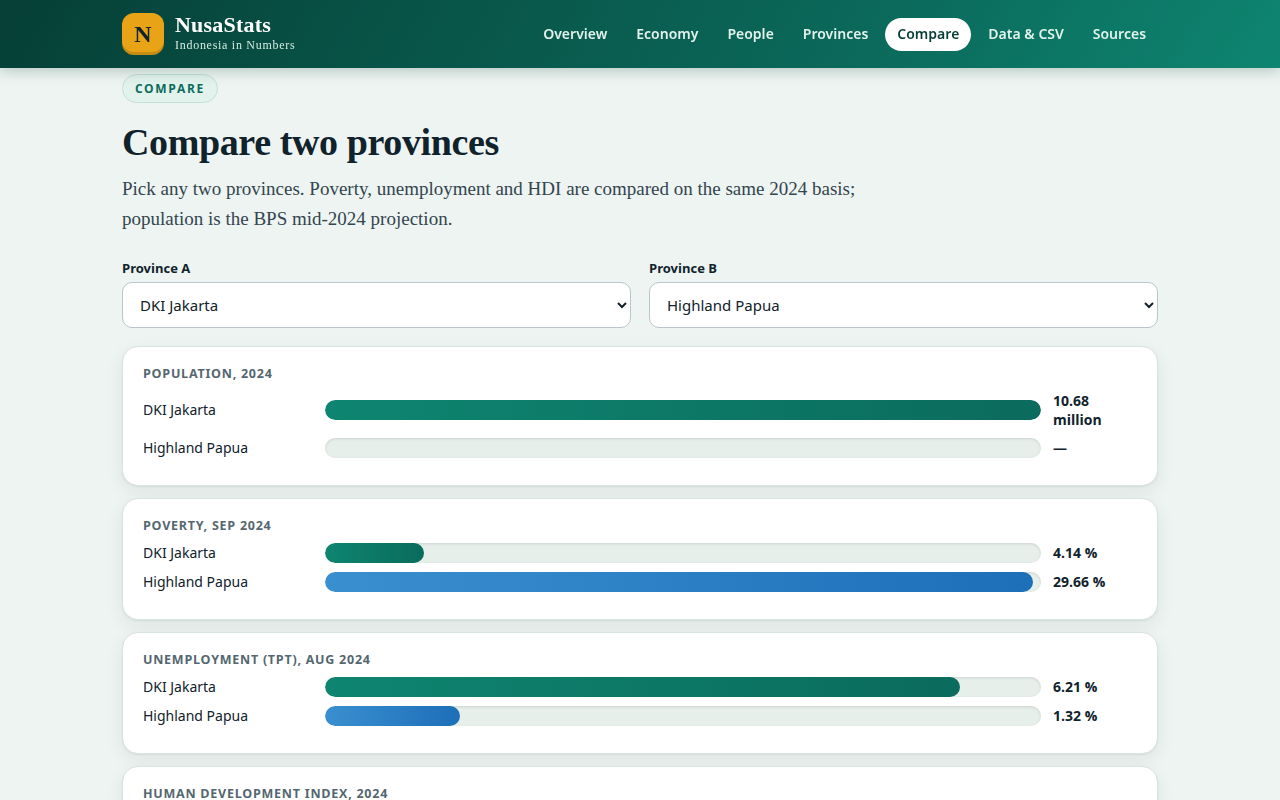 N
NusaStats
Indonesia in Numbers
Overview
Economy
People
Provinces
Compare
Data & CSV
Sources
COMPARE
Compare two provinces
Pick any two provinces. Poverty, unemployment and HDI are compared on the same 2024 basis;
population is the BPS mid-2024 projection.
Province A
DKI Jakarta
Province B
Highland Papua
POPULATION, 2024
DKI Jakarta
10.68
million
Highland Papua
—
POVERTY, SEP 2024
DKI Jakarta
4.14 %
Highland Papua
29.66 %
UNEMPLOYMENT (TPT), AUG 2024
DKI Jakarta
6.21 %
Highland Papua
1.32 %
HUMAN DEVELOPMENT INDEX, 2024